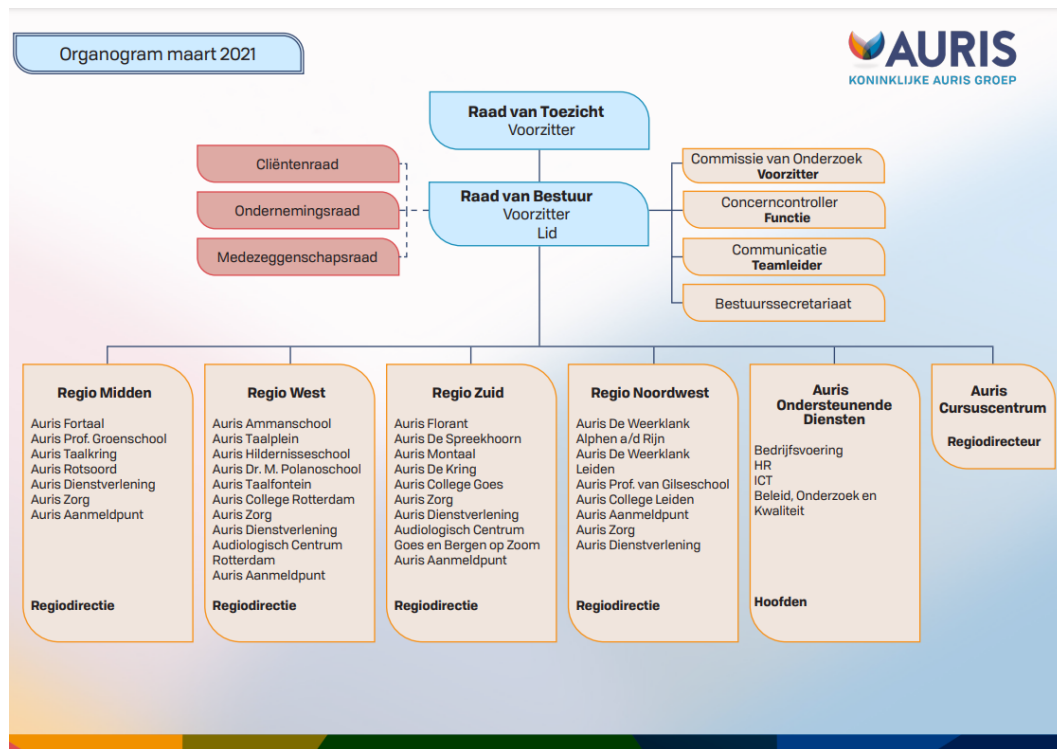 Organogram maart 2021
AURIS
KONINKLIJKE AURIS GROEP
Raad van Toezicht
Voorzitter
Cliëntenraad
Ondernemingsraad
Medezeggenschapsraad
Raad van Bestuur
Voorzitter
Lid
Commissie van Onderzoek
Voorzitter
Concerncontroller
Functie
Communicatie
Teamleider
Bestuurssecretariaat
Regio Midden
Auris Fortaal
Auris Prof. Groenschool
Auris Taalkring
Auris Rotsoord
Auris Dienstverlening
Auris Zorg
Auris Aanmeldpunt
Regiodirectie
Regio West
Auris Ammanschool
Auris Taalplein
Auris Hildernisseschool
Auris Dr. M. Polanoschool
Auris Taalfontein
Auris College Rotterdam
Auris Zorg
Auris Dienstverlening
Audiologisch Centrum
Rotterdam
Auris Aanmeldpunt
Regiodirectie
Regio Zuid
Auris Florant
Auris De Spreekhoorn
Auris Montaal
Auris De Kring
Auris College Goes
Auris Zorg
Auris Dienstverlening
Audiologisch Centrum
Goes en Bergen op Zoom
Auris Aanmeldpunt
Regiodirectie
Regio Noordwest
Auris De Weerklank
Alphen a/d Rijn
Auris De Weerklank
Leiden
Auris Prof. van Gilseschool
Auris College Leiden
Auris Aanmeldpunt
Auris Zorg
Auris Dienstverlening
Regiodirectie
Auris
Ondersteunende
Diensten
Bedrijfsvoering
HR
ICT
Beleid, Onderzoek en
Kwaliteit
Hoofden
Auris
Cursuscentrum
Regiodirecteur